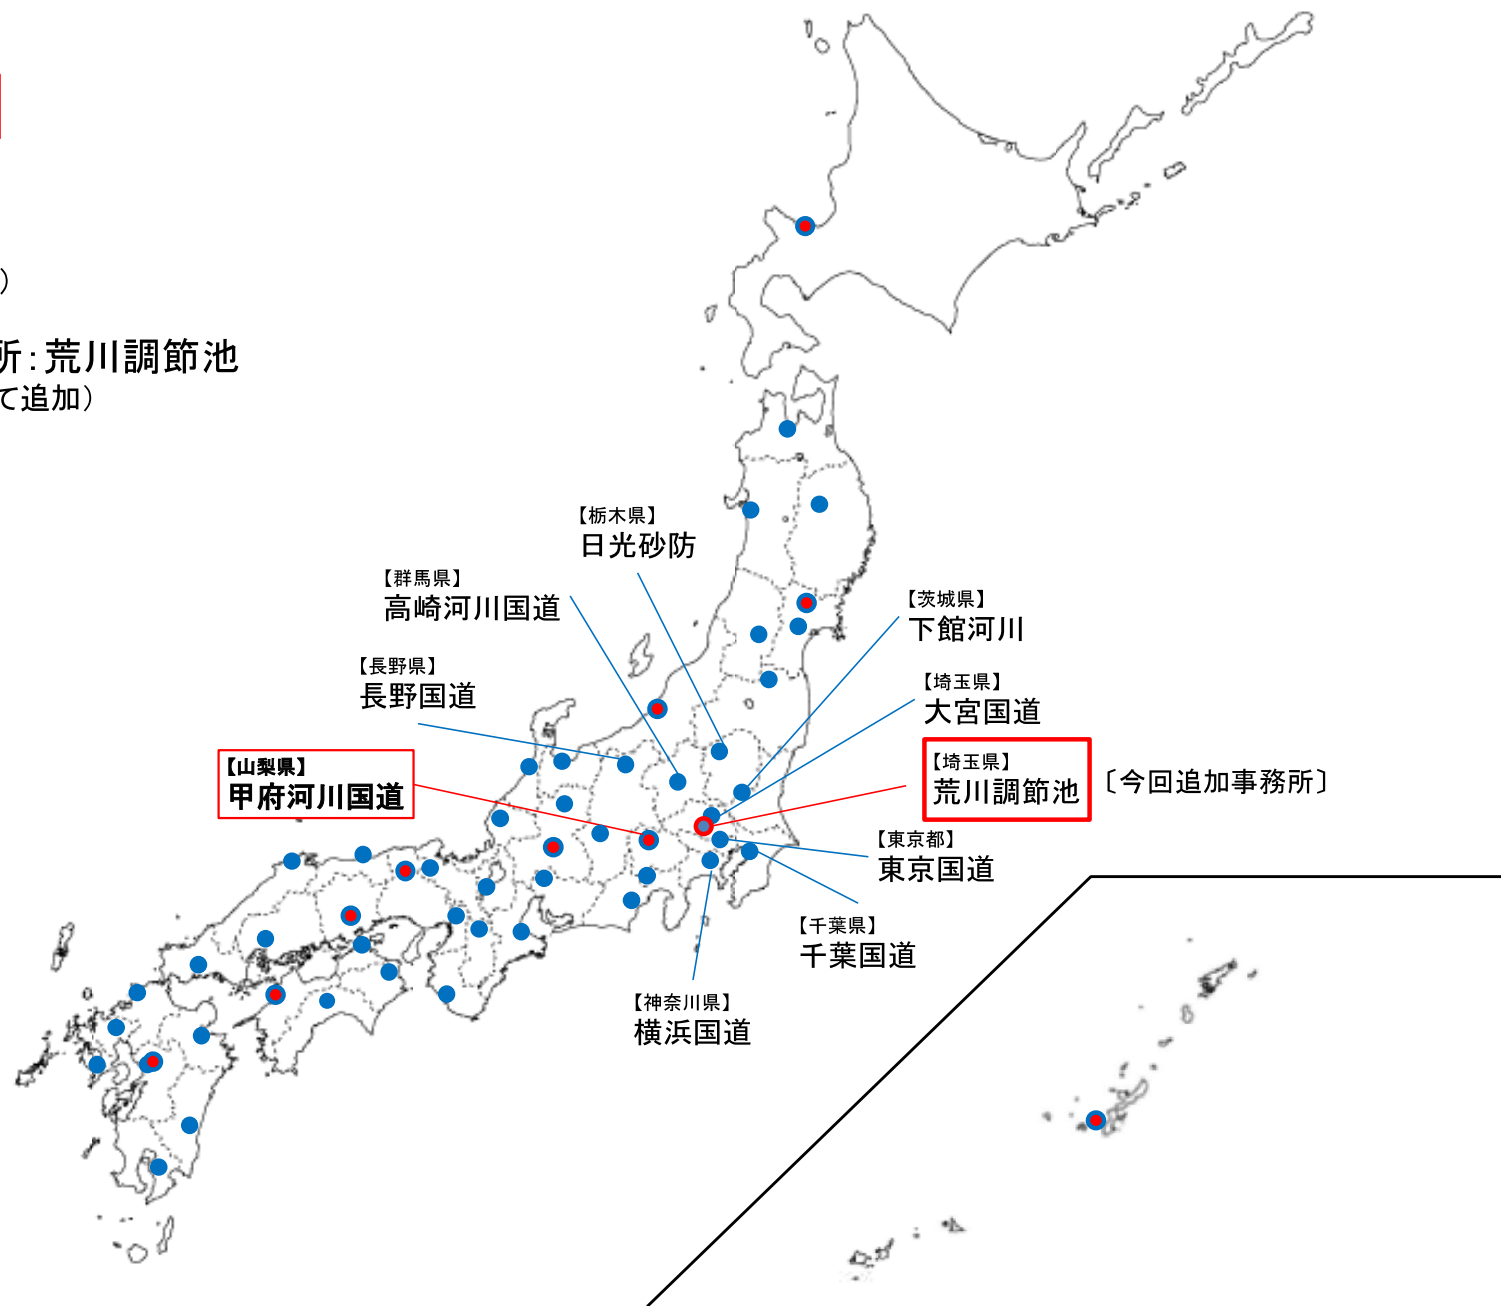 ）
所：荒川調節池
て追加）
【栃木県】
日光砂防
【群馬県】
高崎河川国道
【茨城県】
下館河川
【長野県】
長野国道
【埼玉県】
大宮国道
【山梨県】
甲府河川国道
【埼玉県】
荒川調節池
〔今回追加事務所〕
【東京都】
東京国道
【千葉県】
千葉国道
【神奈川県】
横浜国道